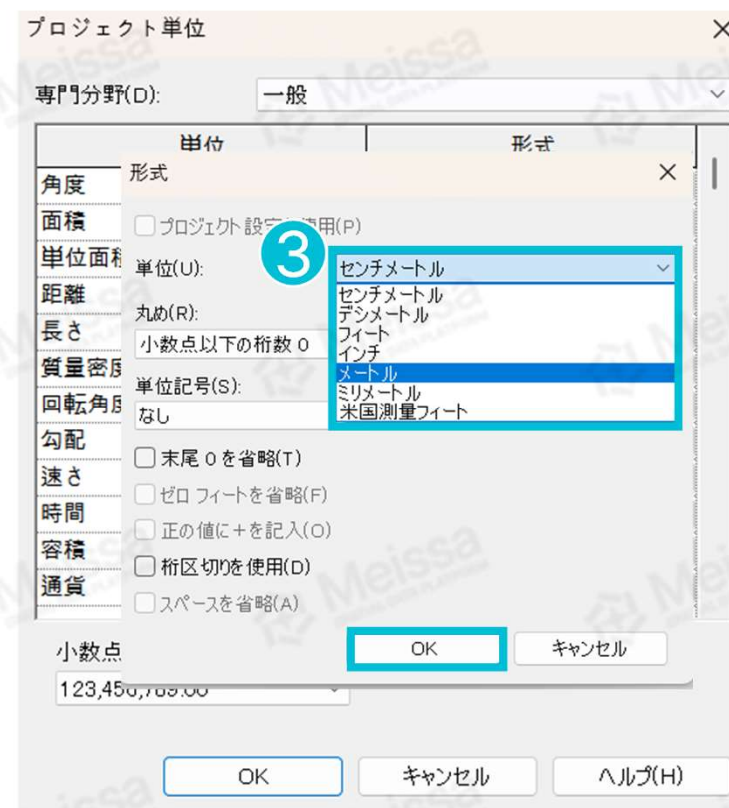 プロジェクト単位
専門分野(D): 一般
単位 形式
角度
面積
単位面積
距離
長さ
質量密度
回転角度
勾配
速さ
時間
容積
通貨
形式
プロジェクト設定を使用(P)
3
単位(U): センチメートル
センチメートル
デシメートル
フィート
インチ
メートル
ミリメートル
米国測量フィート
丸め(R):
小数点以下の桁数 0
単位記号(S):
なし
末尾 0 を省略(T)
ゼロ フィートを省略(F)
正の値に+を記入(O)
桁区切りを使用(D)
スペースを省略(A)
OK キャンセル
小数点
123,456,789.00
OK キャンセル ヘルプ(H)
Meissa